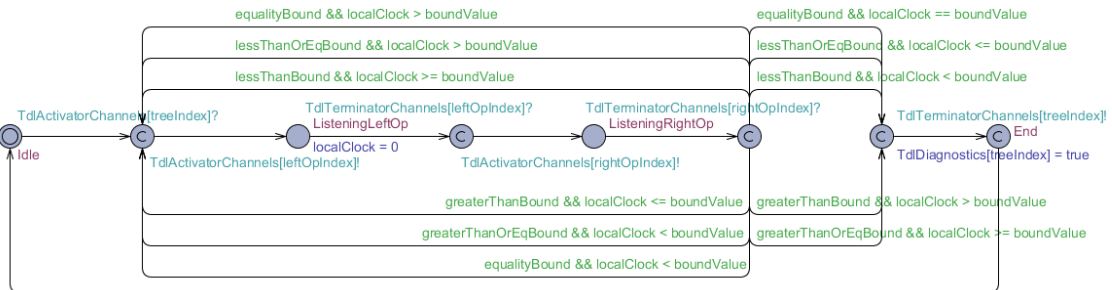 equalityBound && localClock > boundValue
equalityBound && localClock == boundValue
lessThanOrEqBound && localClock > boundValue
lessThanOrEqBound && localClock <= boundValue
lessThanBound && localClock >= boundValue
lessThanBound && localClock < boundValue
TdlActivatorChannels[treeIndex]?
TdlTerminatorChannels[leftOpIndex]?
TdlTerminatorChannels[rightOpIndex]?
TdlTerminatorChannels[treeIndex]!
ListeningLeftOp
ListeningRightOp
End
C
C
C
C
C
Idle
TdlActivatorChannels[leftOpIndex]!
localClock = 0
TdlActivatorChannels[rightOpIndex]!
TdlDiagnostics[treeIndex] = true
greaterThanBound && localClock <= boundValue
greaterThanBound && localClock > boundValue
greaterThanOrEqBound && localClock < boundValue
greaterThanOrEqBound && localClock >= boundValue
equalityBound && localClock < boundValue